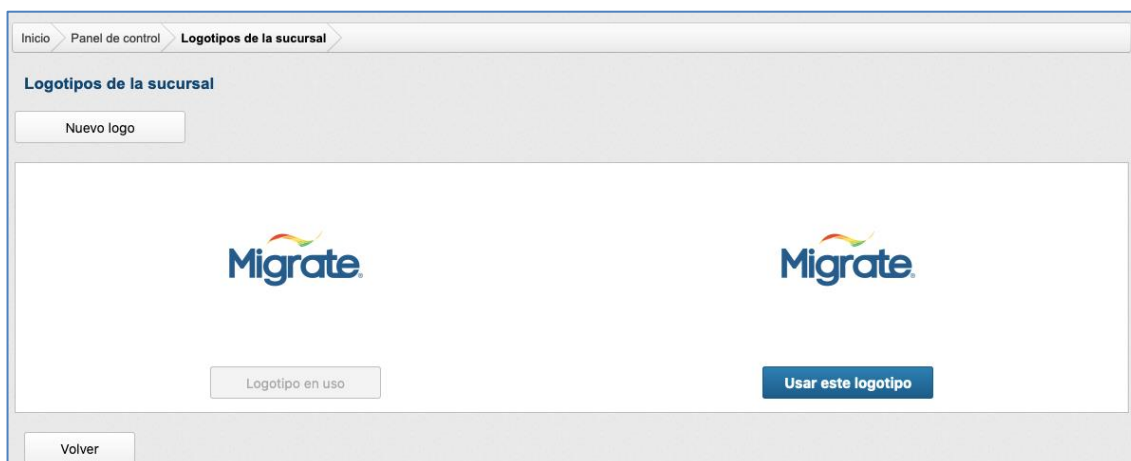 Inicio Panel de control Logotipos de la sucursal
Logotipos de la sucursal
Nuevo logo
Migrate® Migrate®
Logotipo en uso Usar este logotipo
Volver